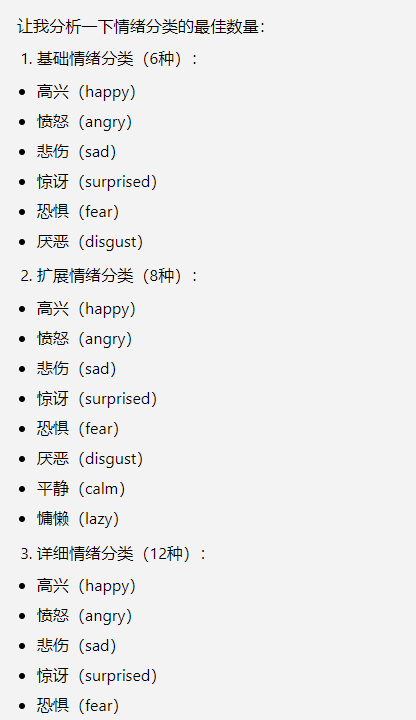 让我分析一下情绪分类的最佳数量：
1. 基础情绪分类（6种）：
• 高兴（happy）
• 愤怒（angry）
• 悲伤（sad）
• 惊讶（surprised）
• 恐惧（fear）
• 厌恶（disgust）
2. 扩展情绪分类（8种）：
• 高兴（happy）
• 愤怒（angry）
• 悲伤（sad）
• 惊讶（surprised）
• 恐惧（fear）
• 厌恶（disgust）
• 平静（calm）
• 慵懒（lazy）
3. 详细情绪分类（12种）：
• 高兴（happy）
• 愤怒（angry）
• 悲伤（sad）
• 惊讶（surprised）
• 恐惧（fear）